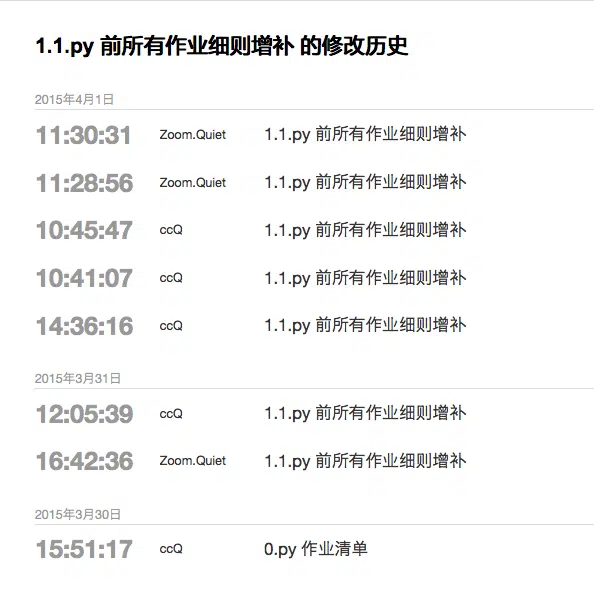 1.1.py 前所有作业细则增补 的修改历史
2015年4月1日
11:30:31 Zoom.Quiet 1.1.py 前所有作业细则增补
11:28:56 Zoom.Quiet 1.1.py 前所有作业细则增补
10:45:47 ccQ 1.1.py 前所有作业细则增补
10:41:07 ccQ 1.1.py 前所有作业细则增补
14:36:16 ccQ 1.1.py 前所有作业细则增补
2015年3月31日
12:05:39 ccQ 1.1.py 前所有作业细则增补
16:42:36 Zoom.Quiet 1.1.py 前所有作业细则增补
2015年3月30日
15:51:17 ccQ 0.py 作业清单